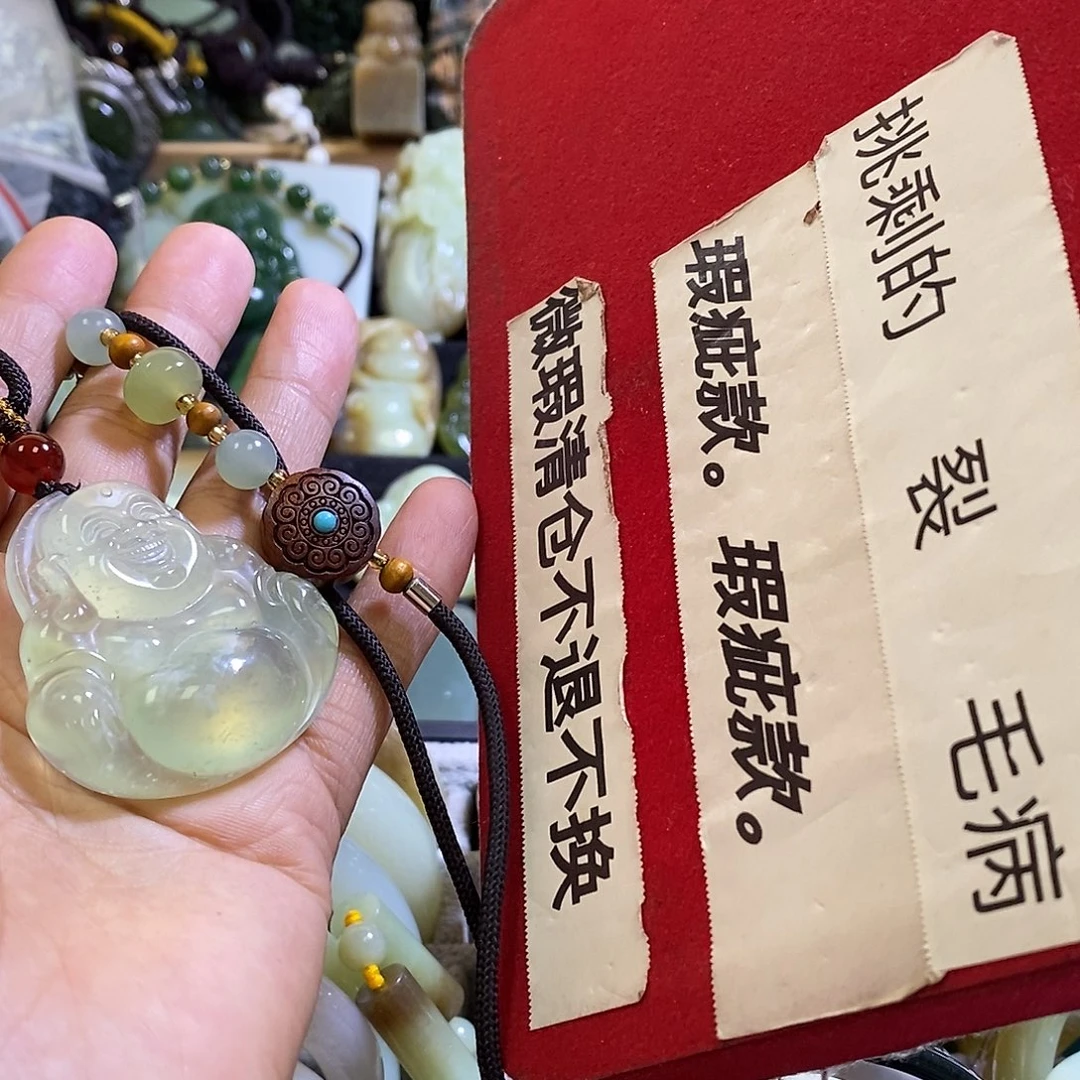 挑剩的 裂 毛病
瑕疵款。 瑕疵款。
微瑕清仓不退不换